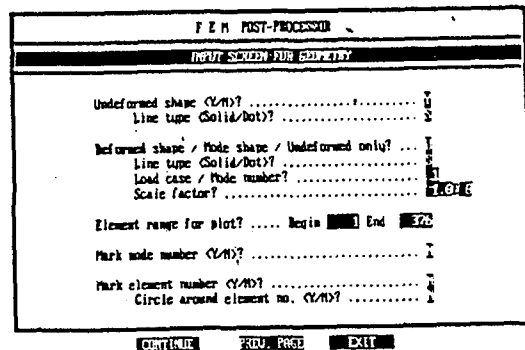 F E M POST-PROCESSOR
INPUT SCREEN FOR GEOMETRY
Undeformed shape (Y/N)? ....................
Line type (Solid/Dot)? ....................
Deformed shape / Mode shape / Undeformed only? ...
Line type (Solid/Dot)? ....................
Load case / Mode number? ................ 1
Scale factor? ....................
Element range for plot? ..... Begin 1 End 376
Mark node number (Y/N)? ....................
Mark element number (Y/N)? ....................
Circle around element no. (Y/N)? ..........
CONTINUE PREV. PAGE EXIT